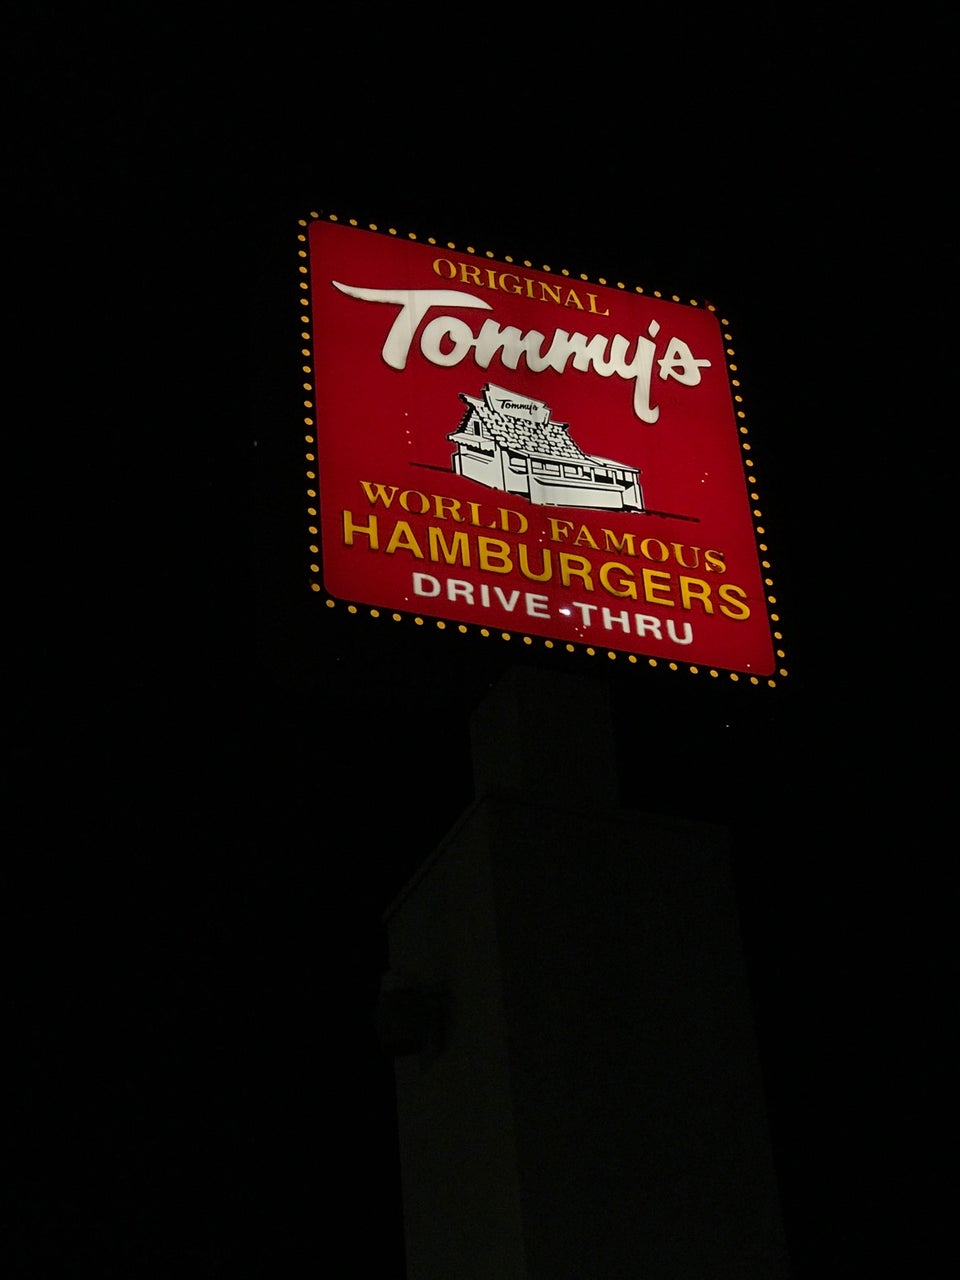 ORIGINAL
Tommy's
Tommy's
WORLD FAMOUS
HAMBURGERS
DRIVE-THRU